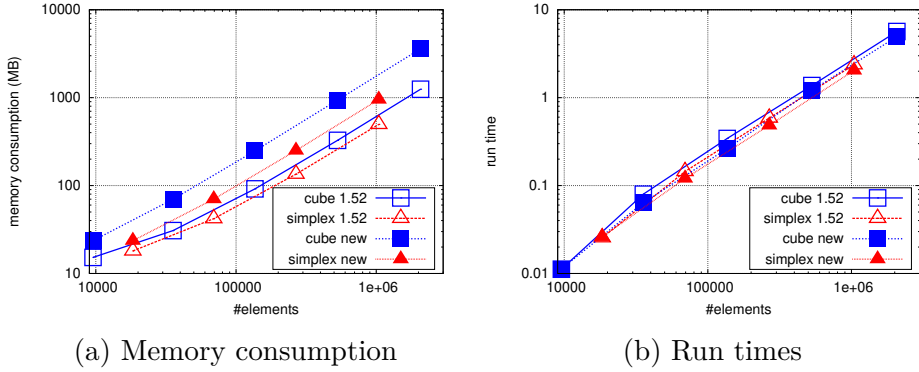 10000
1000
100
10
memory consumption (MB)
10000
100000
1e+06
#elements
cube 1.52
simplex 1.52
cube new
simplex new
(a) Memory consumption
10
1
0.1
0.01
run time
10000
100000
1e+06
#elements
cube 1.52
simplex 1.52
cube new
simplex new
(b) Run times